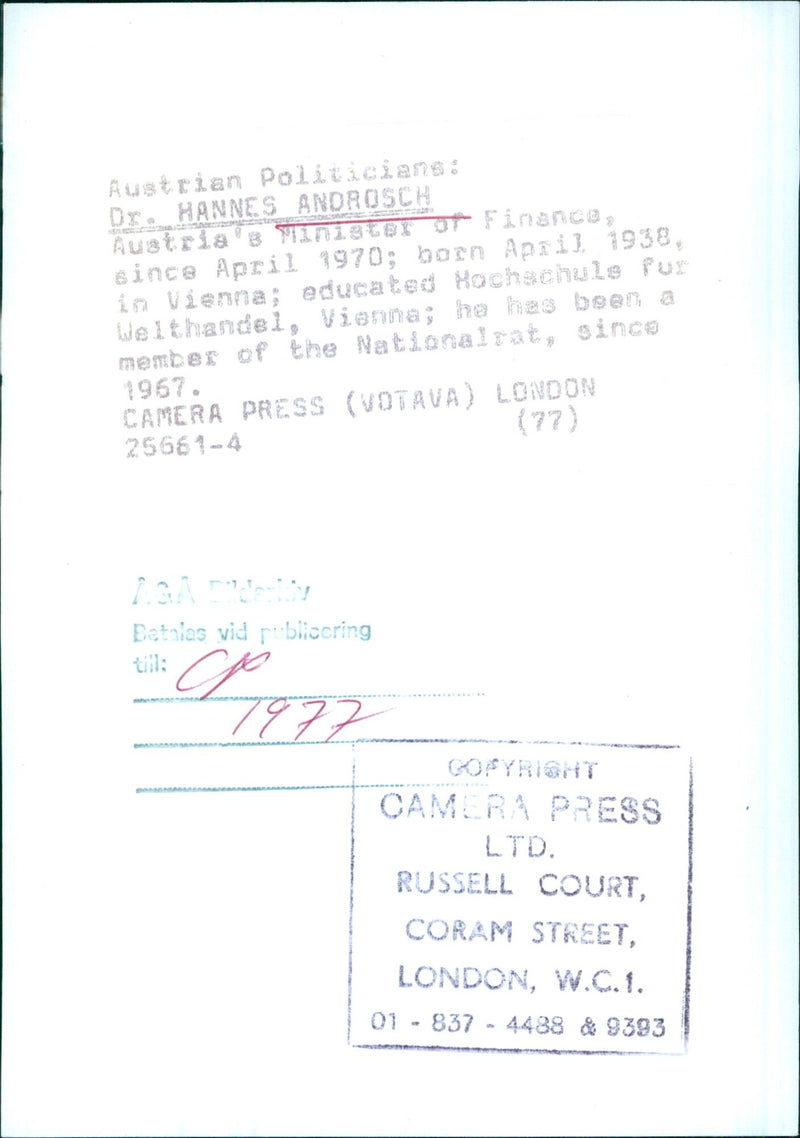 Austrian Politicians:
Dr. HANNES ANDROSCH
Austria's Minister of Finance,
since April 1970; born April 1938,
in Vienna; educated Hochschule fur
Welthandel, Vienna; he has been a
member of the Nationalrat, since
1967.
CAMERA PRESS (VOTAVA) LONDON
25661-4 (77)
Å&Å Bildarkiv
Betalas vid publicering
till: CP
1977
COPYRIGHT
CAMERA PRESS
LTD.
RUSSELL COURT,
CORAM STREET,
LONDON, W.C.1.
01 - 837 - 4488 & 9393